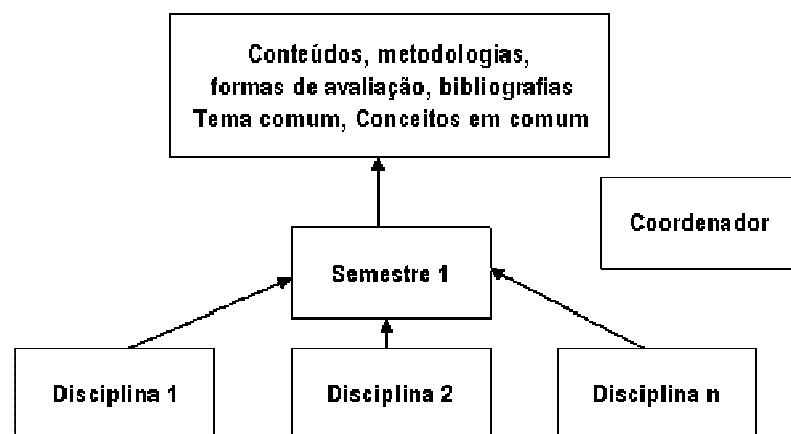 Conteúdos, metodologias,
formas de avaliação, bibliografias
Tema comum, Conceitos em comum
Coordenador
Semestre 1
Disciplina 1
Disciplina 2
Disciplina n